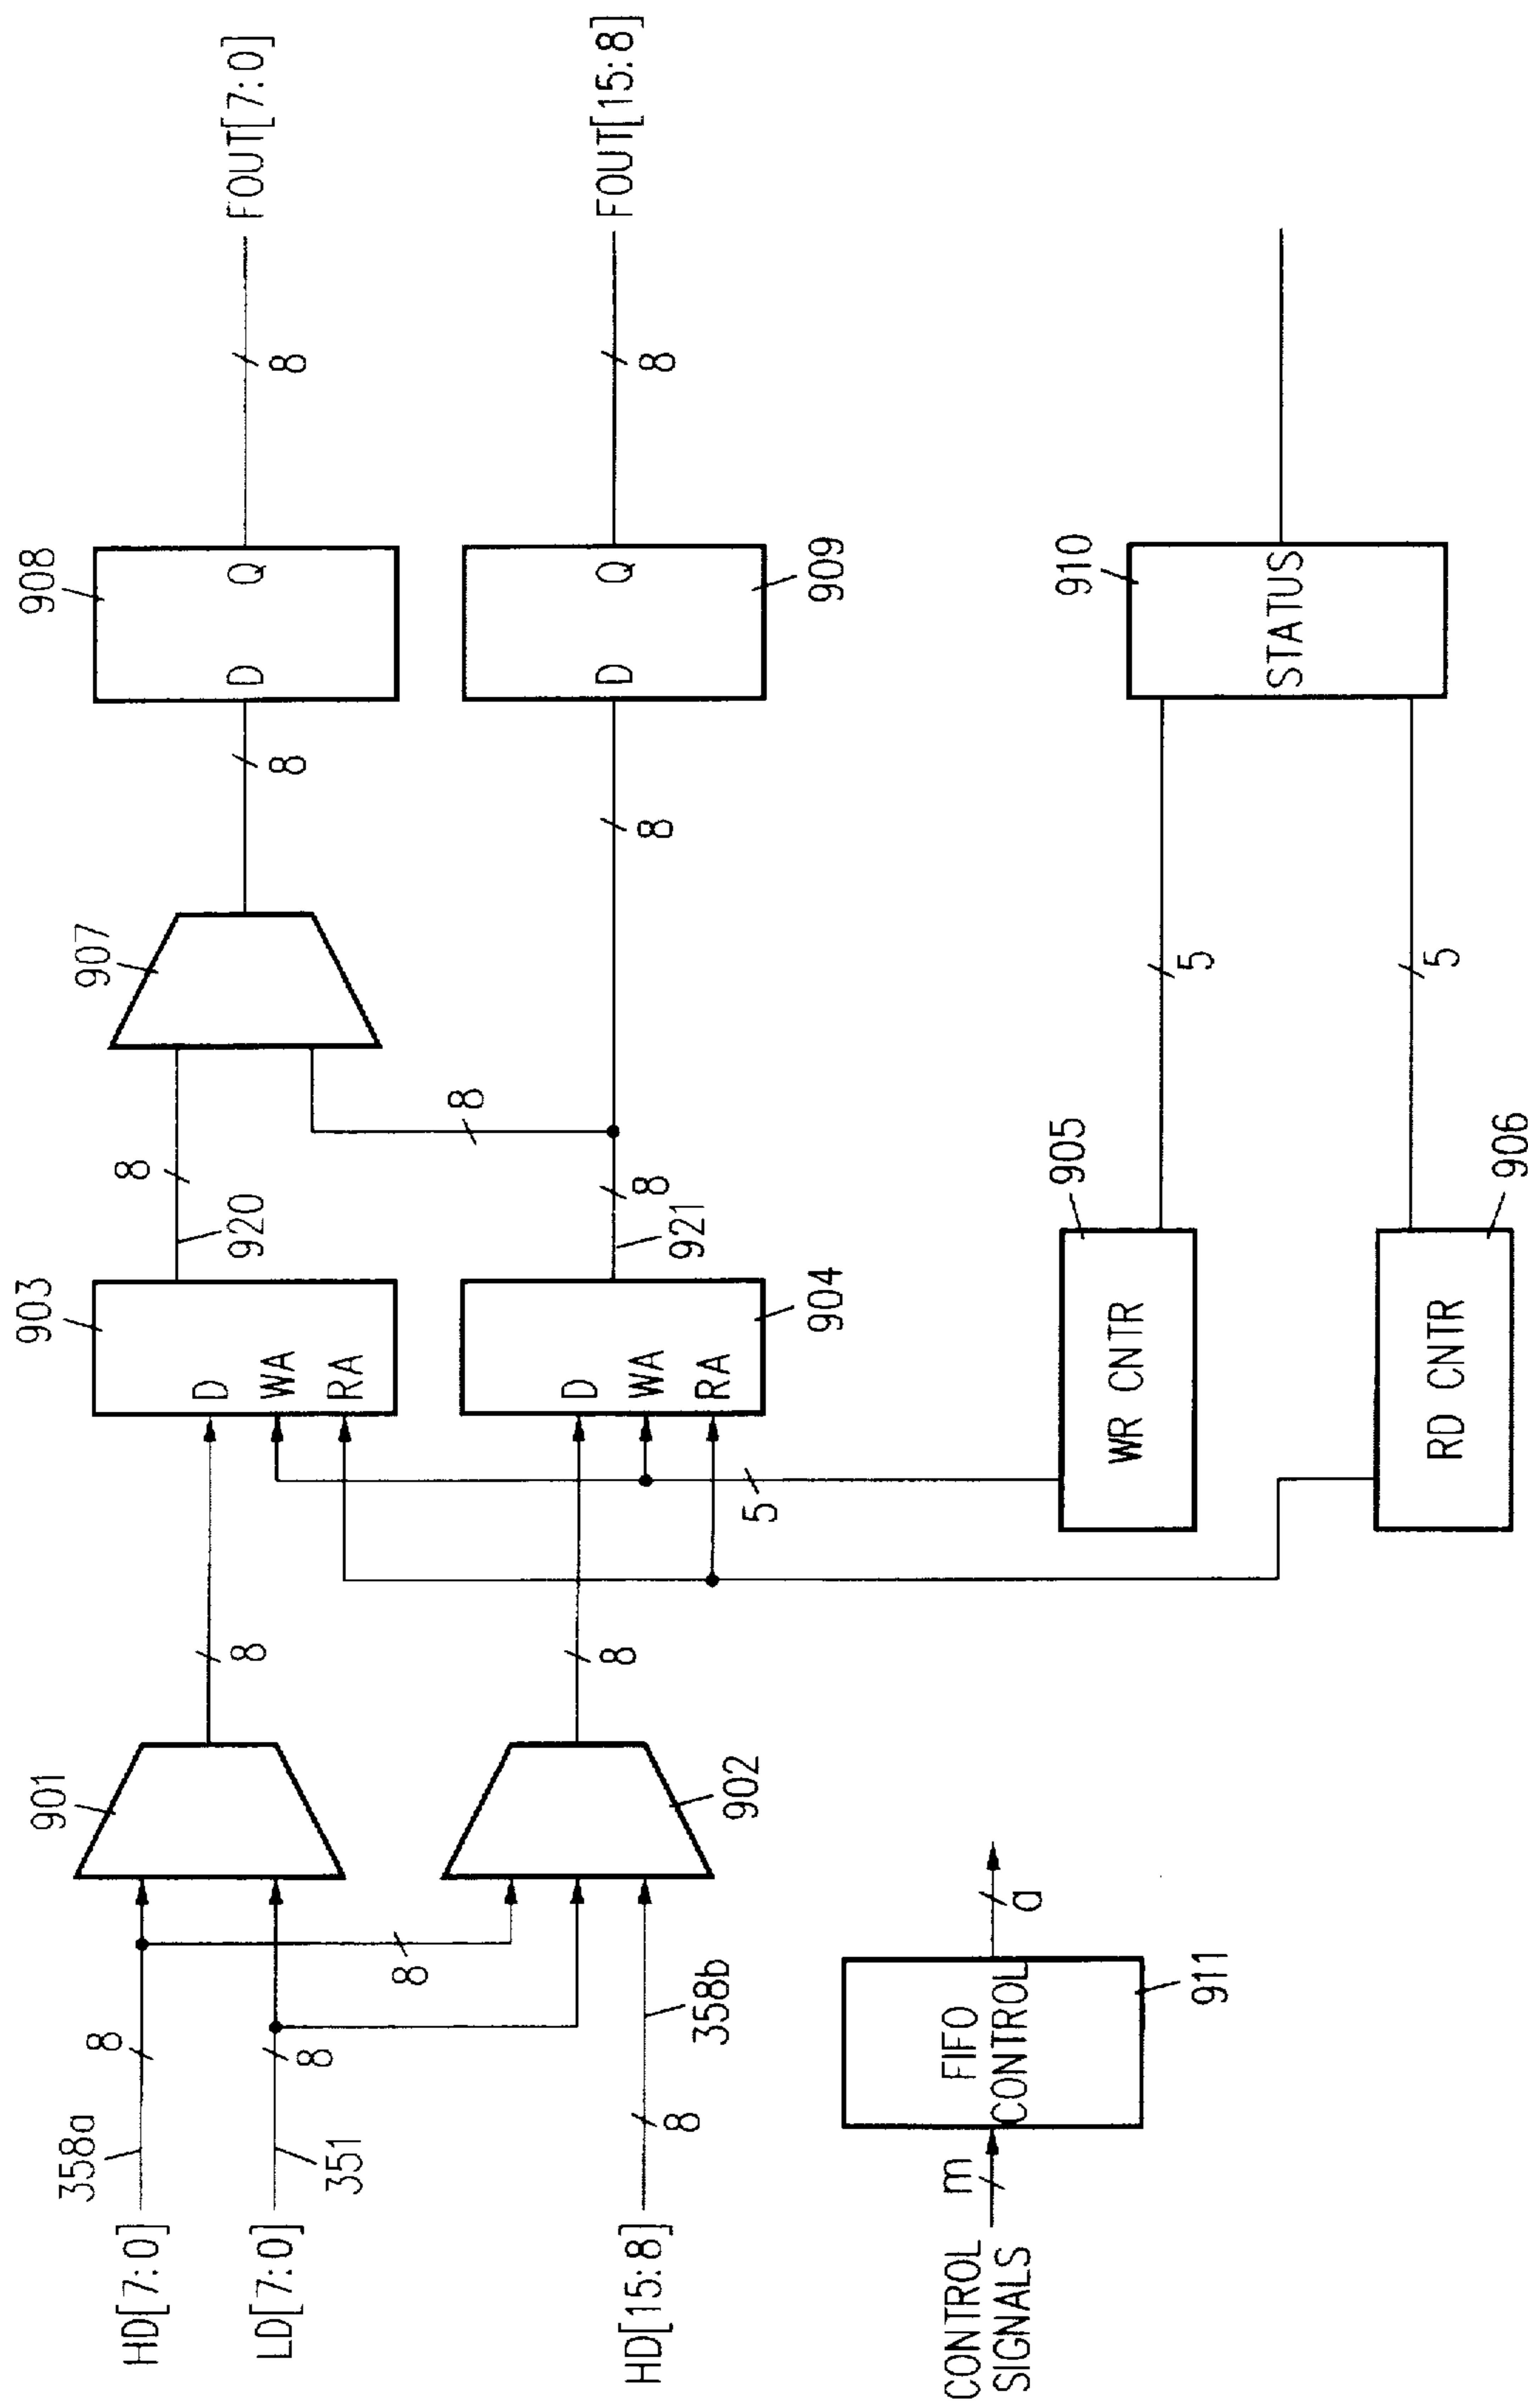 HD[7:0]
358a
8
LD[7:0]
351
8
8
HD[15:8]
358b
8
901
8
902
8
903
D
WA
RA
904
D
WA
RA
5
920
8
921
8
8
907
8
8
908
D
Q
8
FOUT[7:0]
909
D
Q
8
FOUT[15:8]
905
WR CNTR
5
906
RD CNTR
5
910
STATUS
CONTROL
SIGNALS
m
FIFO
CONTROL
911
a